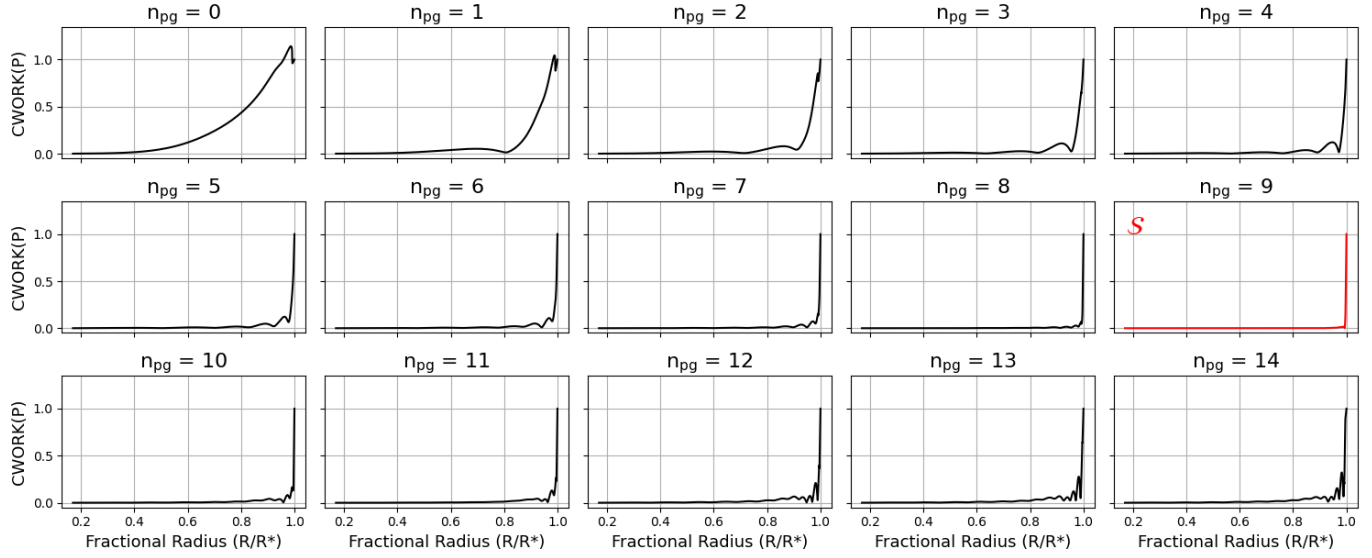 n_pg = 0 n_pg = 1 n_pg = 2 n_pg = 3 n_pg = 4
CWORK(P)
1.0
0.5
0.0
n_pg = 5 n_pg = 6 n_pg = 7 n_pg = 8 n_pg = 9
CWORK(P)
1.0
0.5
0.0
S
n_pg = 10 n_pg = 11 n_pg = 12 n_pg = 13 n_pg = 14
CWORK(P)
1.0
0.5
0.0
0.2 0.4 0.6 0.8 1.0 0.2 0.4 0.6 0.8 1.0 0.2 0.4 0.6 0.8 1.0 0.2 0.4 0.6 0.8 1.0 0.2 0.4 0.6 0.8 1.0
Fractional Radius (R/R*) Fractional Radius (R/R*) Fractional Radius (R/R*) Fractional Radius (R/R*) Fractional Radius (R/R*)